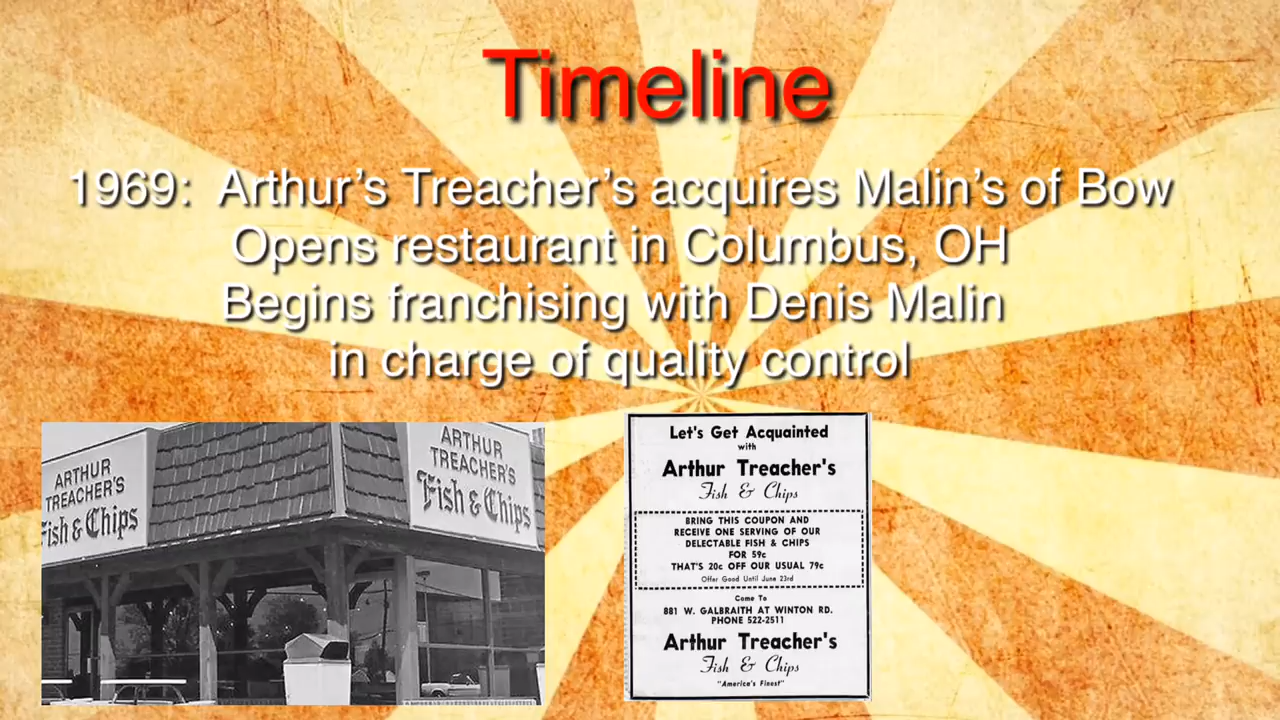 Timeline
1969: Arthur's Treacher's acquires Malin's of Bow
Opens restaurant in Columbus, OH
Begins franchising with Denis Malin
in charge of quality control
ARTHUR
TREACHER'S
Fish & Chips
ARTHUR
TREACHER'S
Fish & Chips
Let's Get Acquainted
with
Arthur Treacher's
Fish & Chips
BRING THIS COUPON AND
RECEIVE ONE SERVING OF OUR
DELECTABLE FISH & CHIPS
FOR 59c
THAT'S 20c OFF OUR USUAL 79c
Offer Good Until June 23rd
Come To
881 W. GALBRAITH AT WINTON RD.
PHONE 522-2511
Arthur Treacher's
Fish & Chips
"America's Finest"